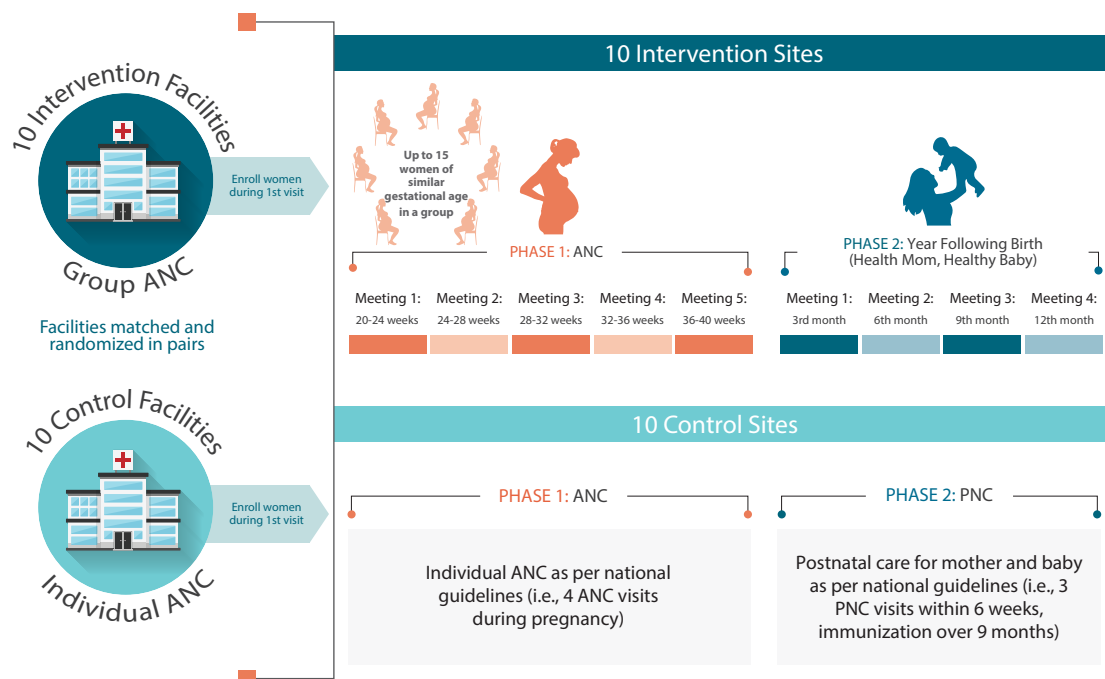 10 Intervention Facilities
Group ANC
Enroll women
during 1st visit
Facilities matched and
randomized in pairs
10 Control Facilities
Individual ANC
Enroll women
during 1st visit
10 Intervention Sites
Up to 15
women of
similar
gestational age
in a group
PHASE 1: ANC
Meeting 1:
20-24 weeks
Meeting 2:
24-28 weeks
Meeting 3:
28-32 weeks
Meeting 4:
32-36 weeks
Meeting 5:
36-40 weeks
PHASE 2: Year Following Birth
(Health Mom, Healthy Baby)
Meeting 1:
3rd month
Meeting 2:
6th month
Meeting 3:
9th month
Meeting 4:
12th month
10 Control Sites
PHASE 1: ANC
Individual ANC as per national
guidelines (i.e., 4 ANC visits
during pregnancy)
PHASE 2: PNC
Postnatal care for mother and baby
as per national guidelines (i.e., 3
PNC visits within 6 weeks,
immunization over 9 months)